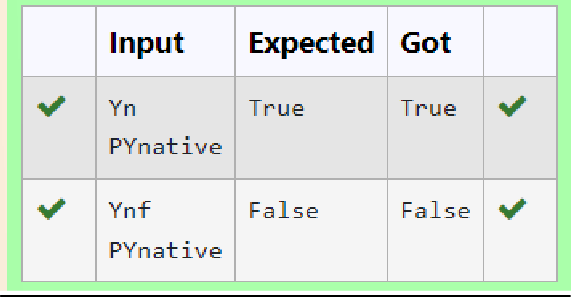 Input Expected Got
Yn True True
PYnative
Ynf False False
PYnative